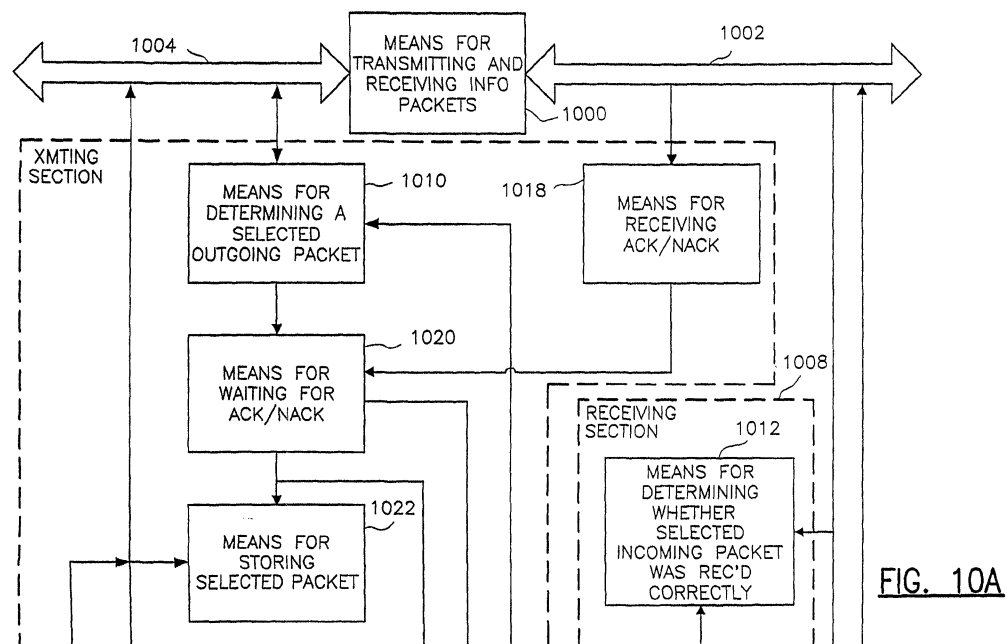 1004
MEANS FOR
TRANSMITTING AND
RECEIVING INFO
PACKETS
1002
1000
XMTING
SECTION
MEANS FOR
DETERMINING A
SELECTED
OUTGOING PACKET
1010
1018
MEANS FOR
RECEIVING
ACK/NACK
MEANS FOR
WAITING FOR
ACK/NACK
1020
1008
RECEIVING
SECTION
1012
MEANS FOR
DETERMINING
WHETHER
SELECTED
INCOMING PACKET
WAS REC'D
CORRECTLY
MEANS FOR
STORING
SELECTED PACKET
1022
FIG. 10A